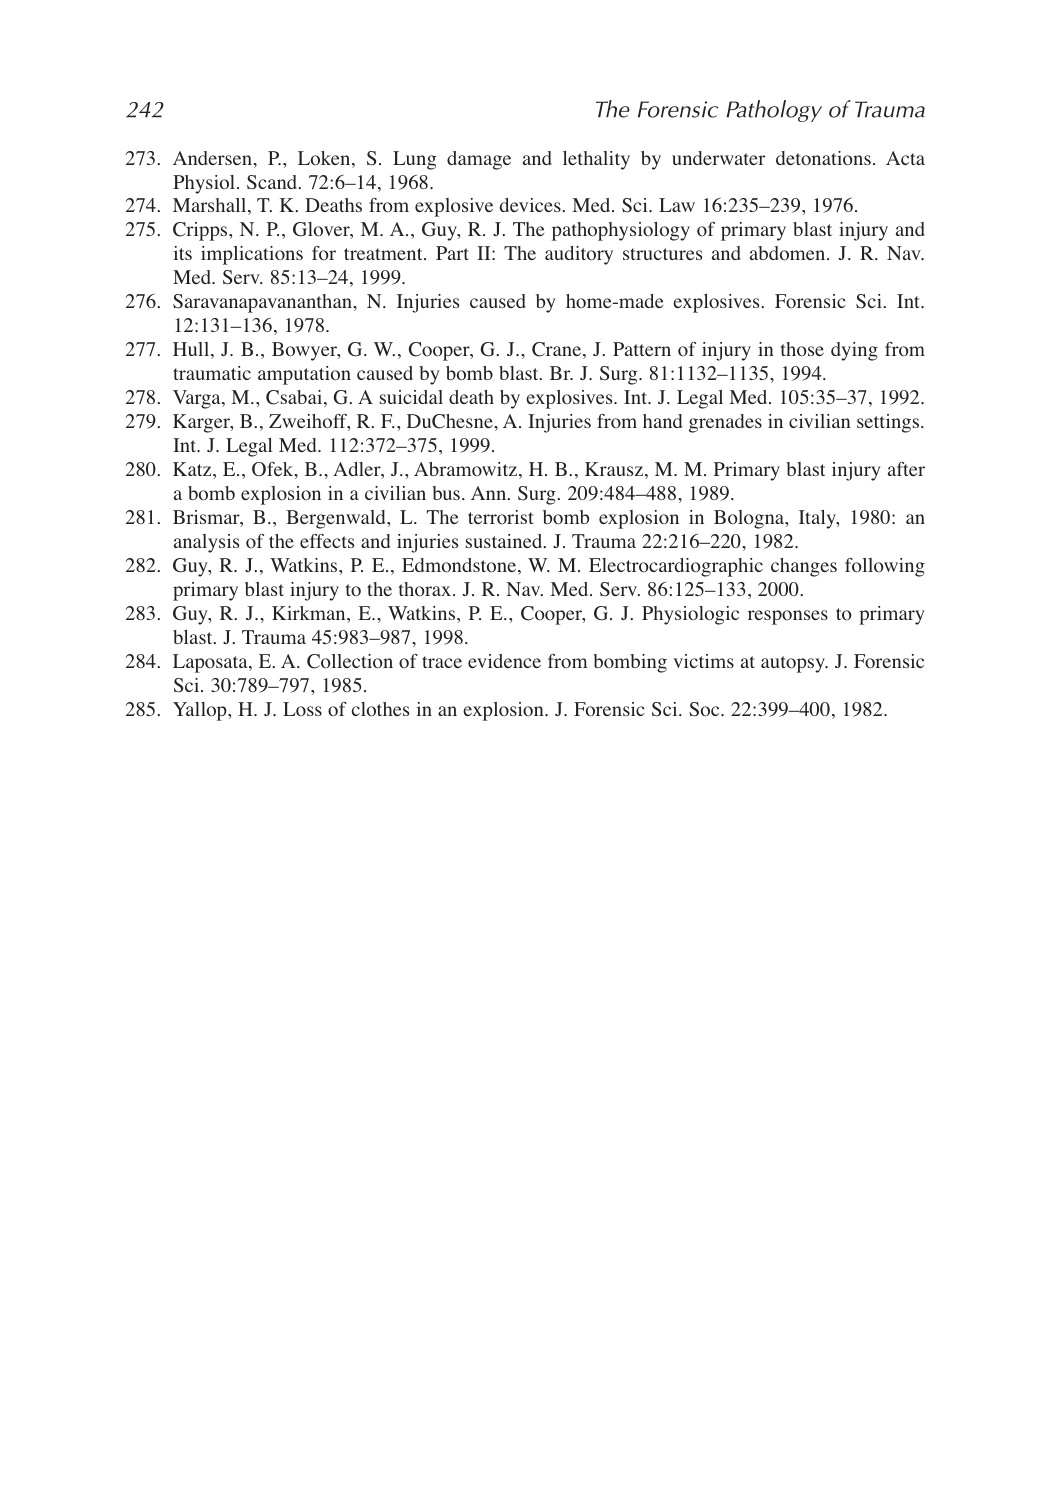 242 The Forensic Pathology of Trauma
273. Andersen, P., Loken, S. Lung damage and lethality by underwater detonations. Acta
Physiol. Scand. 72:6–14, 1968.
274. Marshall, T. K. Deaths from explosive devices. Med. Sci. Law 16:235–239, 1976.
275. Cripps, N. P., Glover, M. A., Guy, R. J. The pathophysiology of primary blast injury and
its implications for treatment. Part II: The auditory structures and abdomen. J. R. Nav.
Med. Serv. 85:13–24, 1999.
276. Saravanapavananthan, N. Injuries caused by home-made explosives. Forensic Sci. Int.
12:131–136, 1978.
277. Hull, J. B., Bowyer, G. W., Cooper, G. J., Crane, J. Pattern of injury in those dying from
traumatic amputation caused by bomb blast. Br. J. Surg. 81:1132–1135, 1994.
278. Varga, M., Csabai, G. A suicidal death by explosives. Int. J. Legal Med. 105:35–37, 1992.
279. Karger, B., Zweihoff, R. F., DuChesne, A. Injuries from hand grenades in civilian settings.
Int. J. Legal Med. 112:372–375, 1999.
280. Katz, E., Ofek, B., Adler, J., Abramowitz, H. B., Krausz, M. M. Primary blast injury after
a bomb explosion in a civilian bus. Ann. Surg. 209:484–488, 1989.
281. Brismar, B., Bergenwald, L. The terrorist bomb explosion in Bologna, Italy, 1980: an
analysis of the effects and injuries sustained. J. Trauma 22:216–220, 1982.
282. Guy, R. J., Watkins, P. E., Edmondstone, W. M. Electrocardiographic changes following
primary blast injury to the thorax. J. R. Nav. Med. Serv. 86:125–133, 2000.
283. Guy, R. J., Kirkman, E., Watkins, P. E., Cooper, G. J. Physiologic responses to primary
blast. J. Trauma 45:983–987, 1998.
284. Laposata, E. A. Collection of trace evidence from bombing victims at autopsy. J. Forensic
Sci. 30:789–797, 1985.
285. Yallop, H. J. Loss of clothes in an explosion. J. Forensic Sci. Soc. 22:399–400, 1982.